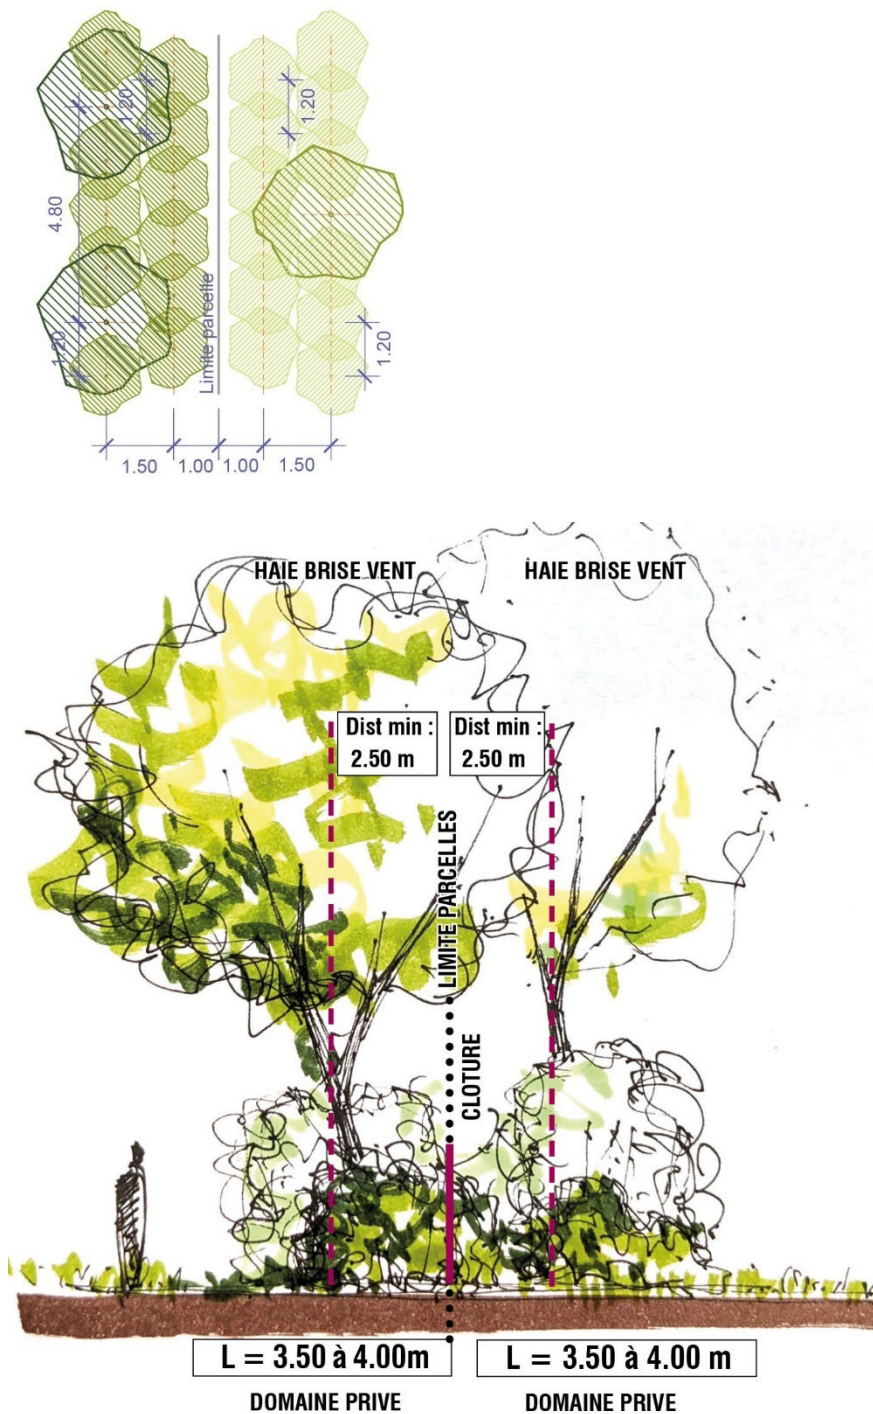 1.20
1.20
4.80
Limite parcelle
1.20
1.20
1.50
1.00
1.00
1.50
HAIE BRISE VENT
HAIE BRISE VENT
Dist min :
2.50 m
Dist min :
2.50 m
LIMITE PARCELLES
CLOTURE
L = 3.50 à 4.00m
L = 3.50 à 4.00 m
DOMAINE PRIVE
DOMAINE PRIVE